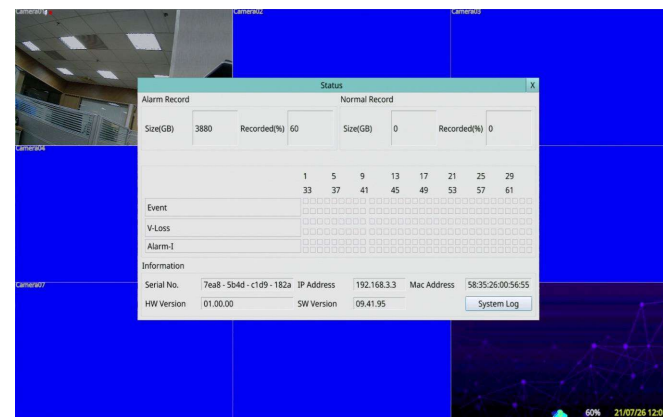 Camera01
Camera02
Camera03
Status X
Alarm Record Normal Record
Size(GB) 3880 Recorded(%) 60 Size(GB) 0 Recorded(%) 0
Camera04
1 5 9 13 17 21 25 29
33 37 41 45 49 53 57 61
Event
V-Loss
Alarm-I
Information
Camera07
Serial No. 7ea8 - 5b4d - c1d9 - 182a IP Address 192.168.3.3 Mac Address 58:35:26:00:56:55
HW Version 01.00.00 SW Version 09.41.95 System Log
60% 21/07/26 12:0